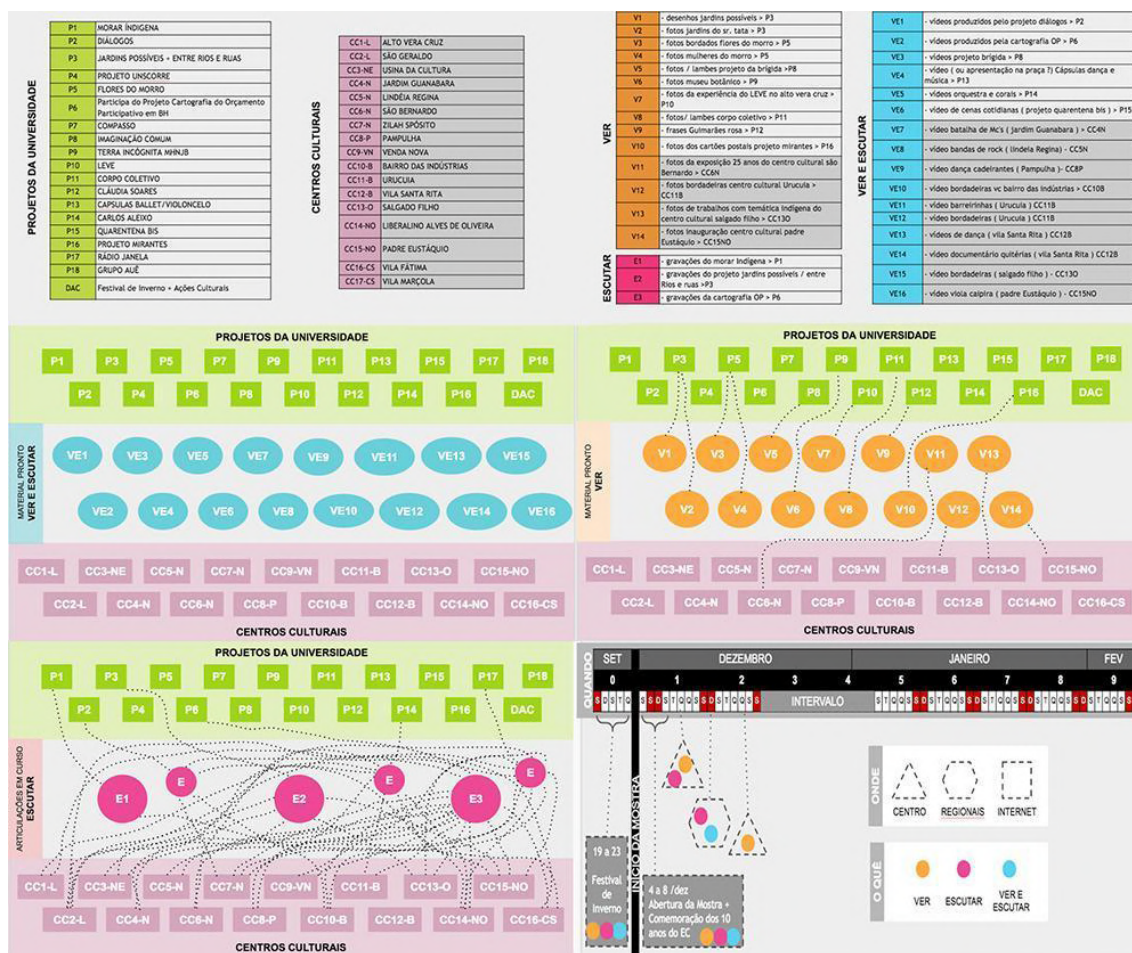 PROJETOS DA UNIVERSIDADE
P1 MORAR ÍNDIGENA
P2 DIÁLOGOS
P3 JARDINS POSSÍVEIS + ENTRE RIOS E RUAS
P4 PROJETO UNSCORRE
P5 FLORES DO MORRO
P6 Participa do Projeto Cartografia do Orçamento
Participativo em BH
P7 COMPASSO
P8 IMAGINAÇÃO COMUM
P9 TERRA INCÓGNITA MHNJB
P10 LEVE
P11 CORPO COLETIVO
P12 CLÁUDIA SOARES
P13 CAPSULAS BALLET/VIOLONCELO
P14 CARLOS ALEIXO
P15 QUARENTENA BIS
P16 PROJETO MIRANTES
P17 RÁDIO JANELA
P18 GRUPO AUÊ
DAC Festival de Inverno + Ações Culturais
CENTROS CULTURAIS
CC1-L ALTO VERA CRUZ
CC2-L SÃO GERALDO
CC3-NE USINA DA CULTURA
CC4-N JARDIM GUANABARA
CC5-N LINDÉIA REGINA
CC6-N SÃO BERNARDO
CC7-N ZILAH SPÓSITO
CC8-P PAMPULHA
CC9-VN VENDA NOVA
CC10-B BAIRRO DAS INDÚSTRIAS
CC11-B URUCUIA
CC12-B VILA SANTA RITA
CC13-O SALGADO FILHO
CC14-NO LIBERALINO ALVES DE OLIVEIRA
CC15-NO PADRE EUSTÁQUIO
CC16-CS VILA FÁTIMA
CC17-CS VILA MARÇOLA
VER
V1 - desenhos jardins possíveis > P3
V2 - fotos jardins do sr. tata > P3
V3 - fotos bordados flores do morro > P5
V4 - fotos mulheres do morro > P5
V5 - fotos / lambes projeto da brígida >P8
V6 - fotos museu botânico > P9
V7 - fotos da experiência do LEVE no alto vera cruz >
P10
V8 - fotos/ lambes corpo coletivo > P11
V9 - frases Guimarães rosa > P12
V10 - fotos dos cartões postais projeto mirantes > P16
V11 - fotos da exposição 25 anos do centro cultural são
Bernardo > CC6N
V12 - fotos bordadeiras centro cultural Urucuia >
CC11B
V13 - fotos de trabalhos com temática indígena do
centro cultural salgado filho > CC13O
V14 - fotos inauguração centro cultural padre
Eustáquio > CC15NO
ESCUTAR
E1 - gravações do morar Indígena > P1
E2 - gravações do projeto jardins possíveis / entre
Rios e ruas >P3
E3 - gravações da cartografia OP > P6
VER E ESCUTAR
VE1 - vídeos produzidos pelo projeto diálogos > P2
VE2 - vídeos produzidos pela cartografia OP > P6
VE3 - vídeos projeto brígida > P8
VE4 - vídeo ( ou apresentação na praça ?) Cápsulas dança e
música > P13
VE5 - vídeos orquestra e corais > P14
VE6 - vídeo de cenas cotidianas ( projeto quarentena bis ) > P15
VE7 - vídeo batalha de Mc's ( jardim Guanabara ) > CC4N
VE8 - vídeo bandas de rock ( lindeia Regina) - CC5N
VE9 - vídeo dança cadeirantes ( Pampulha )- CC8P
VE10 - vídeo bordadeiras vc bairro das indústrias > CC10B
VE11 - vídeo barreirinhas ( Urucula ) CC11B
VE12 - vídeo bordadeiras ( Urucula ) CC11B
VE13 - vídeos de dança ( vila Santa Rita ) CC12B
VE14 - vídeo documentário quitérias ( vila Santa Rita ) CC12B
VE15 - vídeo bordadeiras ( salgado filho ) - CC13O
VE16 - vídeo viola caipira ( padre Eustáquio ) - CC15NO
PROJETOS DA UNIVERSIDADE
P1 P3 P5 P7 P9 P11 P13 P15 P17 P18
P2 P4 P6 P8 P10 P12 P14 P16 DAC
MATERIAL PRONTO
VER E ESCUTAR
VE1 VE3 VE5 VE7 VE9 VE11 VE13 VE15
VE2 VE4 VE6 VE8 VE10 VE12 VE14 VE16
CC1-L CC3-NE CC5-N CC7-N CC9-VN CC11-B CC13-O CC15-NO
CC2-L CC4-N CC6-N CC8-P CC10-B CC12-B CC14-NO CC16-CS
CENTROS CULTURAIS
PROJETOS DA UNIVERSIDADE
P1 P3 P5 P7 P9 P11 P13 P15 P17 P18
P2 P4 P6 P8 P10 P12 P14 P16 DAC
MATERIAL PRONTO
VER
V1 V3 V5 V7 V9 V11 V13
V2 V4 V6 V8 V10 V12 V14
CC1-L CC3-NE CC5-N CC7-N CC9-VN CC11-B CC13-O CC15-NO
CC2-L CC4-N CC6-N CC8-P CC10-B CC12-B CC14-NO CC16-CS
CENTROS CULTURAIS
PROJETOS DA UNIVERSIDADE
P1 P3 P5 P7 P9 P11 P13 P15 P17 P18
P2 P4 P6 P8 P10 P12 P14 P16 DAC
ARTICULAÇÕES EM CURSO
ESCUTAR
E1 E E2 E E3 E
CC1-L CC3-NE CC5-N CC7-N CC9-VN CC11-B CC13-O CC15-NO
CC2-L CC4-N CC6-N CC8-P CC10-B CC12-B CC14-NO CC16-CS
CENTROS CULTURAIS
QUANDO
SET DEZEMBRO JANEIRO FEV
0 1 2 3 4 5 6 7 8 9
S D S T Q S S D S T Q Q S S D S T Q Q S S INTERVALO S T Q Q S S D S T Q Q S S D S T Q Q S S D S T Q Q S S D S T Q Q S S
INÍCIO DA MOSTRA
19 a 23
Festival
de
Inverno
4 a 8 /dez
Abertura da Mostra +
Comemoração dos 10
anos do EC
ONDE
CENTRO REGIONAIS INTERNET
O QUÊ
VER ESCUTAR VER E
ESCUTAR